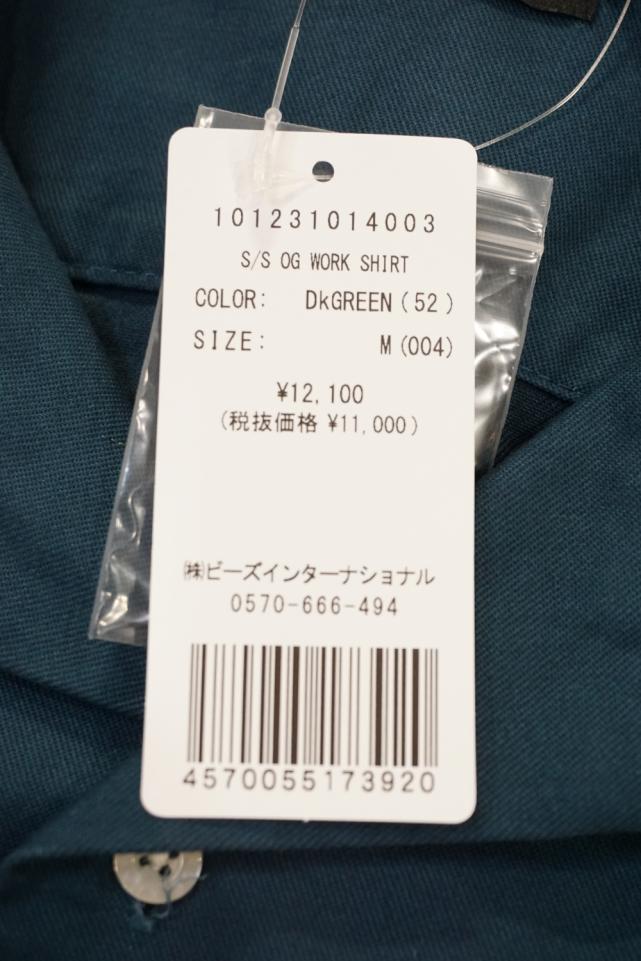 101231014003
S/S OG WORK SHIRT
COLOR: DkGREEN(52)
SIZE: M(004)
¥12,100
(税抜価格 ¥11,000)
㈱ビーズインターナショナル
0570-666-494
4570055173920